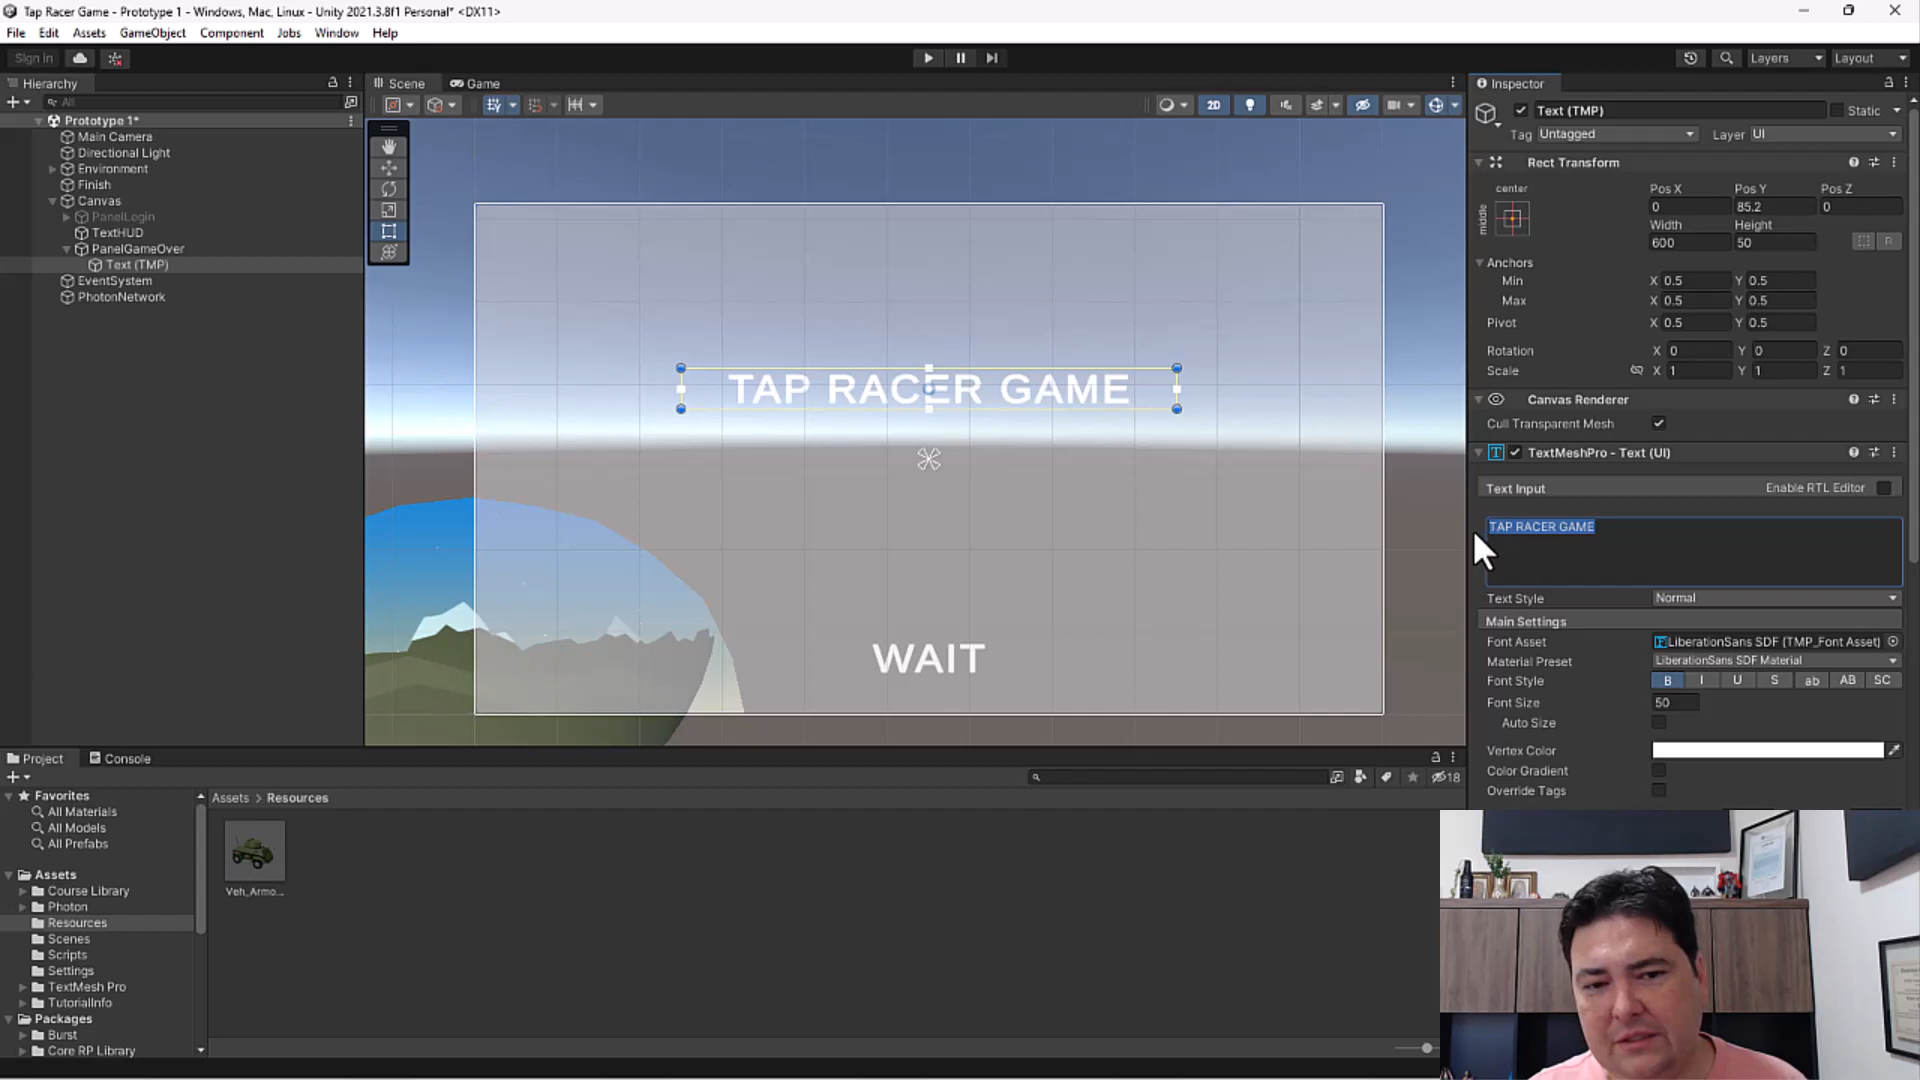 Tap Racer Game - Prototype 1 - Windows, Mac, Linux - Unity 2021.3.8f1 Personal* <DX11>
File Edit Assets GameObject Component Jobs Window Help
Sign in
Layers
Layout
Hierarchy
All
Prototype 1*
Main Camera
Directional Light
Environment
Finish
Canvas
PanelLogin
TextHUD
PanelGameOver
Text (TMP)
EventSystem
PhotonNetwork
Scene
Game
2D
TAP RACER GAME
WAIT
Inspector
Text (TMP)
Static
Tag Untagged
Layer UI
Rect Transform
center
middle
Pos X Pos Y Pos Z
0 85.2 0
Width Height
600 50
R
Anchors
Min X 0.5 Y 0.5
Max X 0.5 Y 0.5
Pivot X 0.5 Y 0.5
Rotation X 0 Y 0 Z 0
Scale X 1 Y 1 Z 1
Canvas Renderer
Cull Transparent Mesh
TextMeshPro - Text (UI)
Text Input
Enable RTL Editor
TAP RACER GAME
Text Style Normal
Main Settings
Font Asset LiberationSans SDF (TMP_Font Asset)
Material Preset LiberationSans SDF Material
Font Style B I U S ab AB SC
Font Size 50
Auto Size
Vertex Color
Color Gradient
Override Tags
Project
Console
18
Favorites
All Materials
All Models
All Prefabs
Assets
Course Library
Photon
Resources
Scenes
Scripts
Settings
TextMesh Pro
TutorialInfo
Packages
Burst
Core RP Library
Assets > Resources
Veh_Armo...